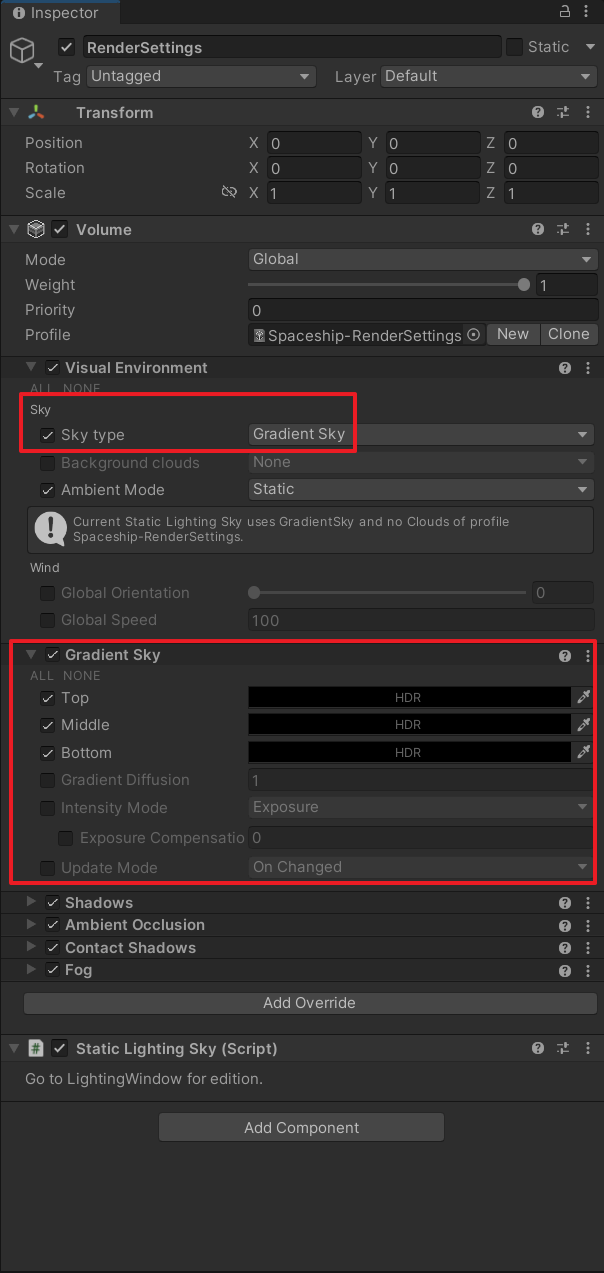 Inspector
RenderSettings Static
Tag Untagged Layer Default
Transform
Position X 0 Y 0 Z 0
Rotation X 0 Y 0 Z 0
Scale X 1 Y 1 Z 1
Volume
Mode Global
Weight 1
Priority 0
Profile Spaceship-RenderSettings New Clone
Visual Environment
ALL NONE
Sky
Sky type Gradient Sky
Background clouds None
Ambient Mode Static
Current Static Lighting Sky uses GradientSky and no Clouds of profile
Spaceship-RenderSettings.
Wind
Global Orientation 0
Global Speed 100
Gradient Sky
ALL NONE
Top HDR
Middle HDR
Bottom HDR
Gradient Diffusion 1
Intensity Mode Exposure
Exposure Compensatio 0
Update Mode On Changed
Shadows
Ambient Occlusion
Contact Shadows
Fog
Add Override
# Static Lighting Sky (Script)
Go to LightingWindow for edition.
Add Component